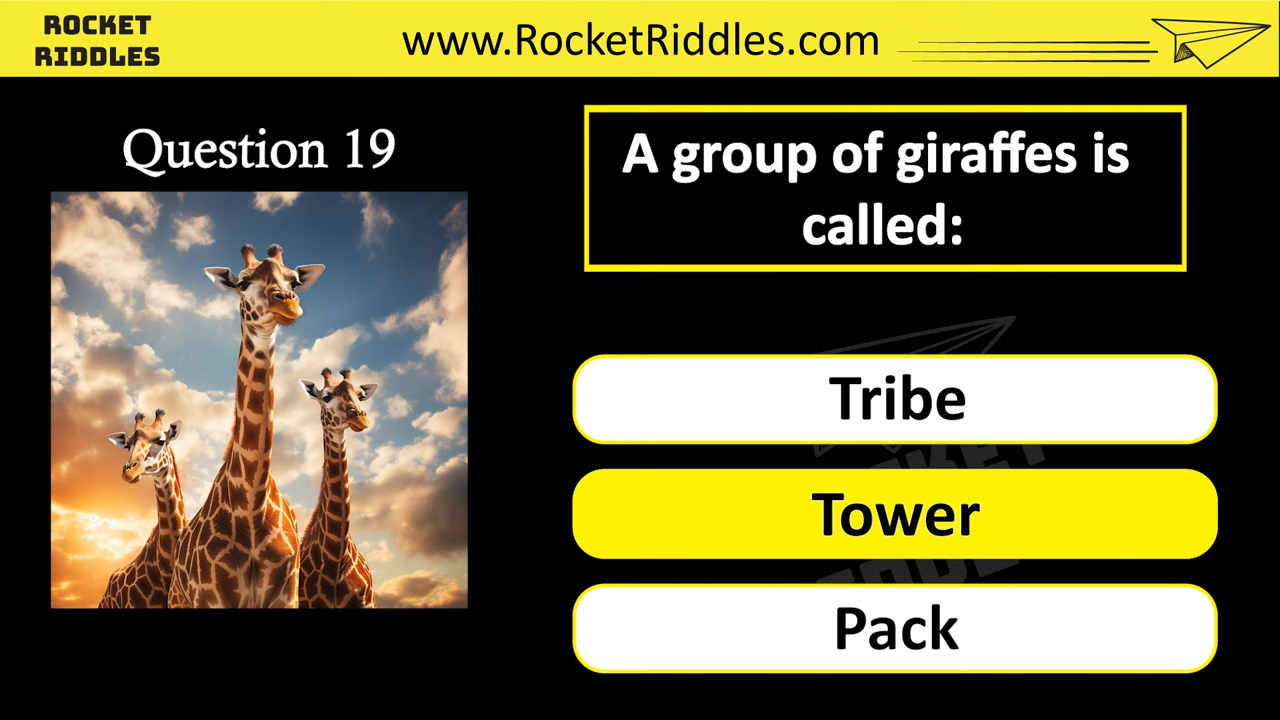 ROCKET
RIDDLES
www.RocketRiddles.com
Question 19
A group of giraffes is
called:
Tribe
Tower
Pack